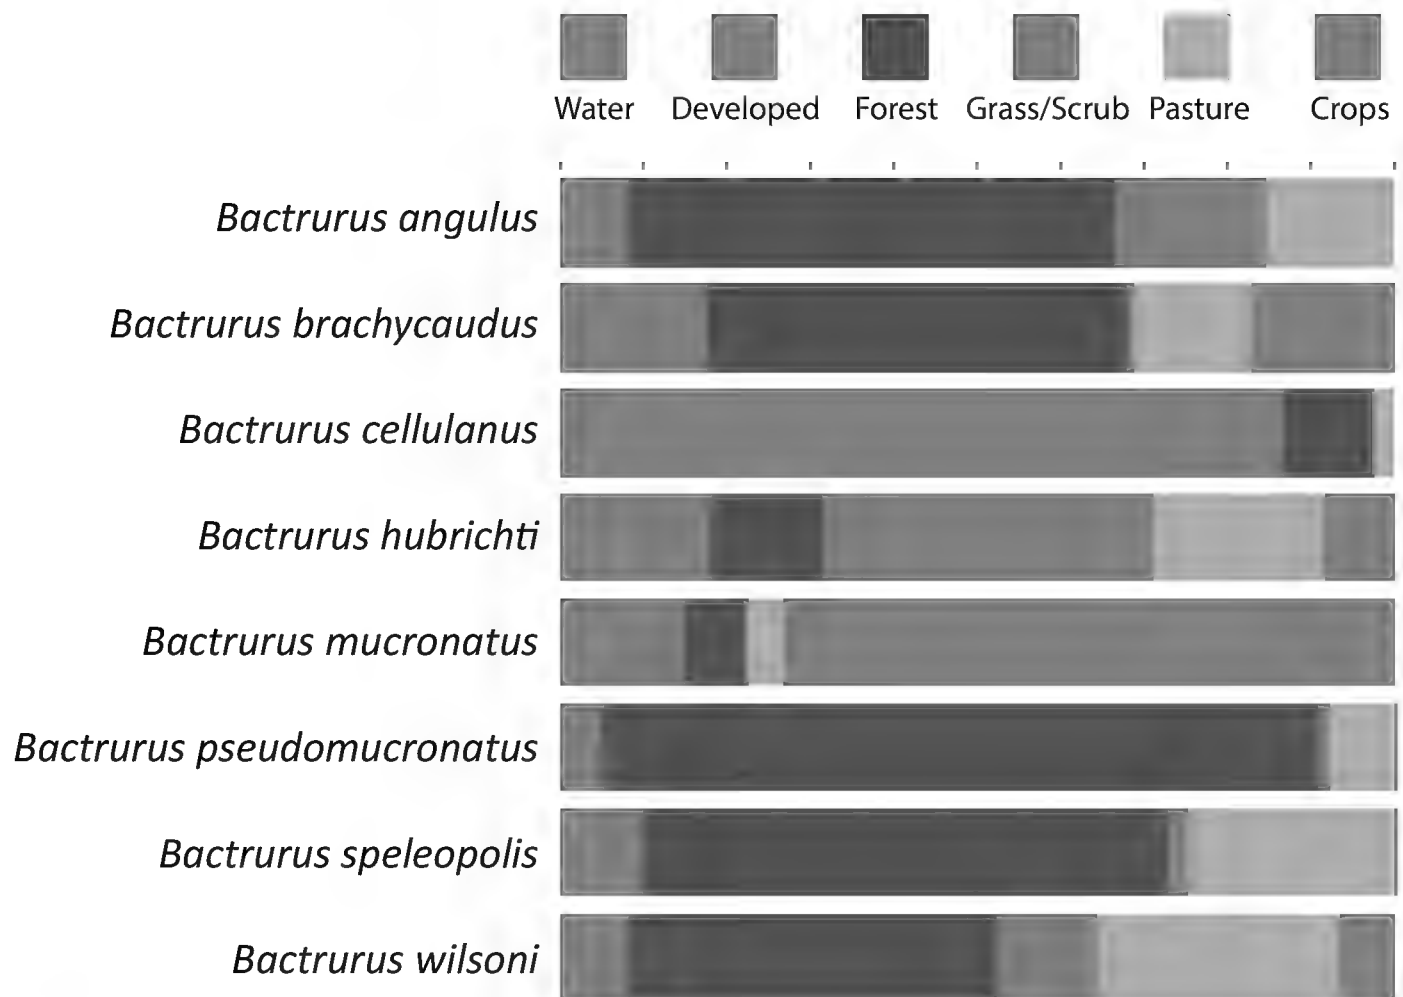 Water Developed Forest Grass/Scrub Pasture Crops
Bactrurus angulus
Bactrurus brachycaudus
Bactrurus cellulanus
Bactrurus hubrichti
Bactrurus mucronatus
Bactrurus pseudomucronatus
Bactrurus speleopolis
Bactrurus wilsoni